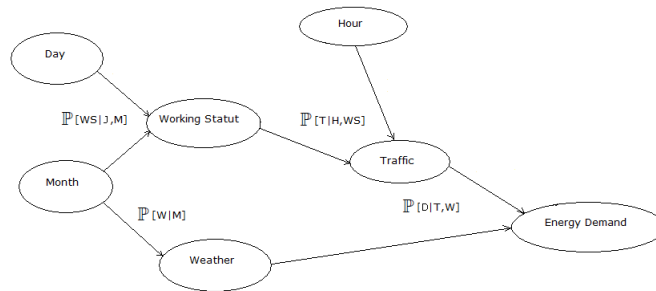 Hour
Day
ℙ[WS|J,M]
Working Statut
ℙ[T|H,WS]
Traffic
Month
ℙ[W|M]
ℙ[D|T,W]
Energy Demand
Weather